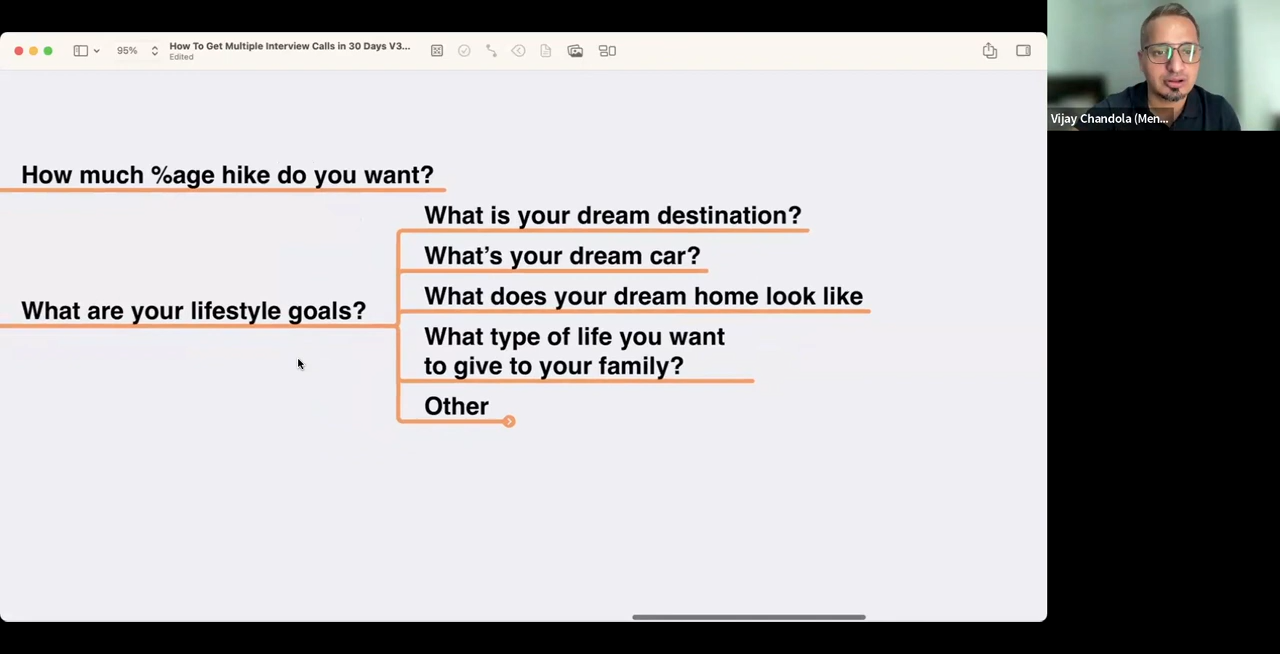 95%
How To Get Multiple Interview Calls in 30 Days V3...
Edited
Vijay Chandola (Men...
How much %age hike do you want?
What are your lifestyle goals?
What is your dream destination?
What's your dream car?
What does your dream home look like
What type of life you want
to give to your family?
Other